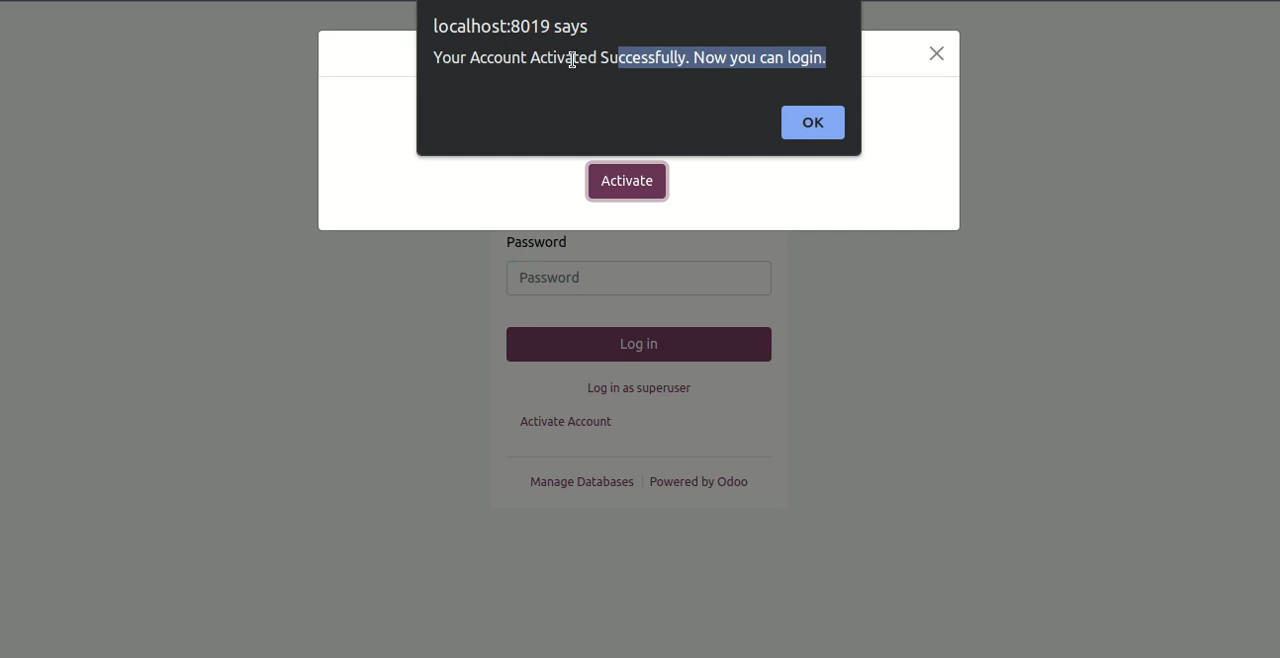 localhost:8019 says
Your Account Activated Successfully. Now you can login.
OK
Activate
Password
Password
Log in
Log in as superuser
Activate Account
Manage Databases | Powered by Odoo